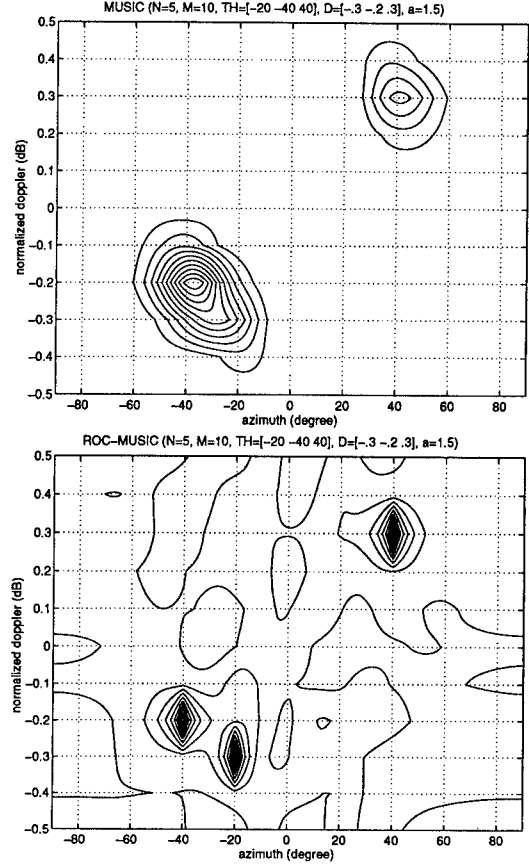 MUSIC (N=5, M=10, TH=[-20 -40 40], D=[-.3 -.2 .3], a=1.5)
0.5
0.4
0.3
0.2
0.1
0
-0.1
-0.2
-0.3
-0.4
-0.5
normalized doppler (dB)
-80 -60 -40 -20 0 20 40 60 80
azimuth (degree)
ROC-MUSIC (N=5, M=10, TH=[-20 -40 40], D=[-.3 -.2 .3], a=1.5)
0.5
0.4
0.3
0.2
0.1
0
-0.1
-0.2
-0.3
-0.4
-0.5
normalized doppler (dB)
-80 -60 -40 -20 0 20 40 60 80
azimuth (degree)